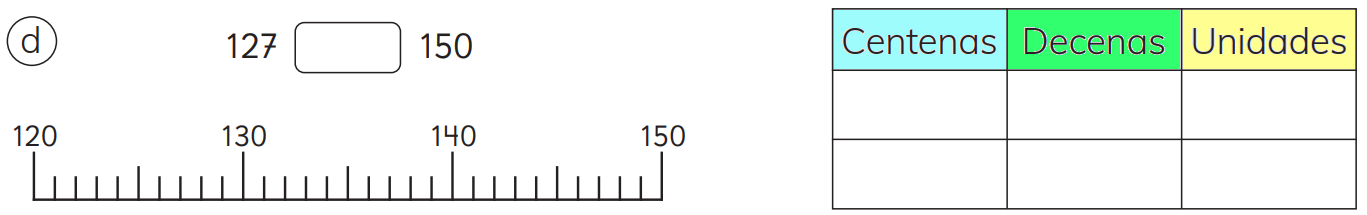 d
127 150
120 130 140 150
Centenas Decenas Unidades